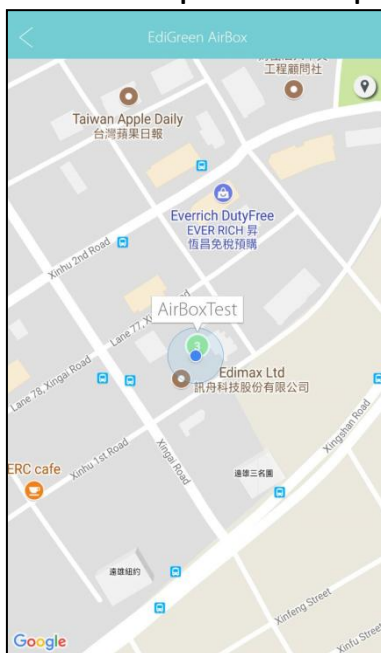 EdiGreen AirBox
工程顧問社
Taiwan Apple Daily
台灣蘋果日報
Everrich DutyFree
EVER RICH 昇
恆昌免稅預購
Xinhu 2nd Road
AirBoxTest
Lane 77, Xin
3
Lane 78, Xingai Road
Edimax Ltd
訊舟科技股份有限公司
Xingshan Road
ERC cafe
Xinhu 1st Road
Xingai Road
遠雄三名園
遠雄紐約
Xinfeng Street
Xinfu Street
Google